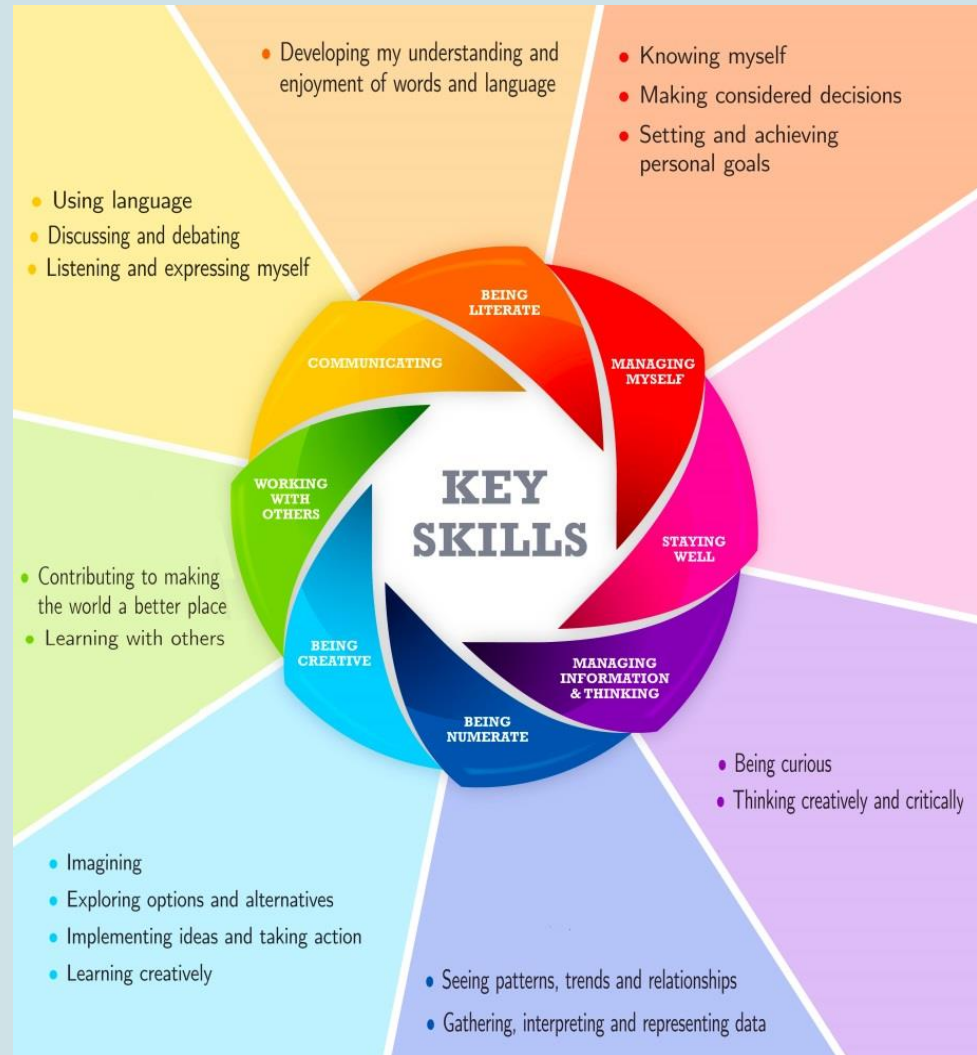 • Developing my understanding and
enjoyment of words and language
• Knowing myself
• Making considered decisions
• Setting and achieving
personal goals
• Using language
• Discussing and debating
• Listening and expressing myself
BEING
LITERATE
COMMUNICATING
MANAGING
MYSELF
WORKING
WITH
OTHERS
KEY
SKILLS
STAYING
WELL
• Contributing to making
the world a better place
• Learning with others
BEING
CREATIVE
MANAGING
INFORMATION
& THINKING
BEING
NUMERATE
• Being curious
• Thinking creatively and critically
• Imagining
• Exploring options and alternatives
• Implementing ideas and taking action
• Learning creatively
• Seeing patterns, trends and relationships
• Gathering, interpreting and representing data